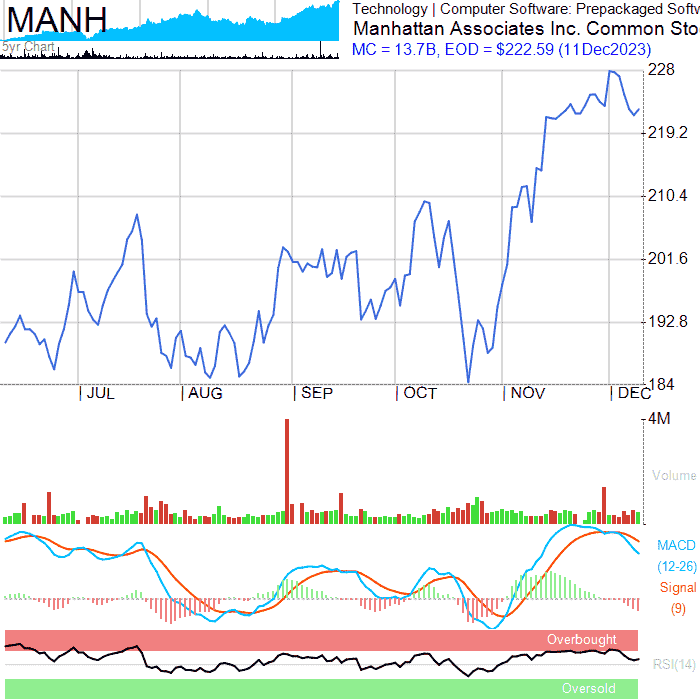 MANH
5yr Chart
Technology | Computer Software: Prepackaged Softw
Manhattan Associates Inc. Common Sto
MC = 13.7B, EOD = $222.59 (11Dec2023)
228
219.2
210.4
201.6
192.8
184
JUL
AUG
SEP
OCT
NOV
DEC
4M
Volume
MACD
(12-26)
Signal
(9)
Overbought
RSI(14)
Oversold